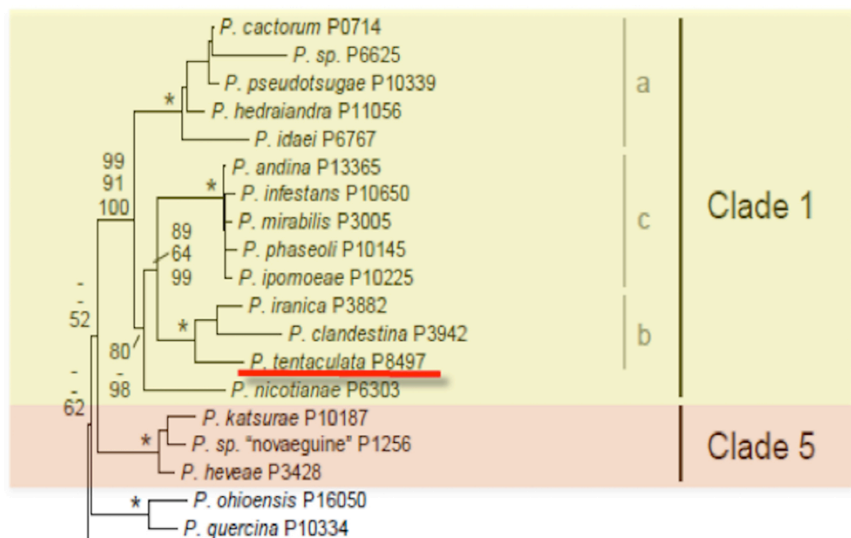 P. cactorum P0714
P. sp. P6625
P. pseudotsugae P10339
a
P. hedraiandra P11056
*
P. idaei P6767
99
91
100
P. andina P13365
*
P. infestans P10650
P. mirabilis P3005
c
Clade 1
89
64
99
P. phaseoli P10145
P. ipomoeae P10225
-
-
52
P. iranica P3882
*
P. clandestina P3942
b
80
-
98
P. tentaculata P8497
-
-
62
P. nicotianae P6303
P. katsurae P10187
*
P. sp. “novaeguine” P1256
Clade 5
P. heveae P3428
*
P. ohioensis P16050
P. quercina P10334